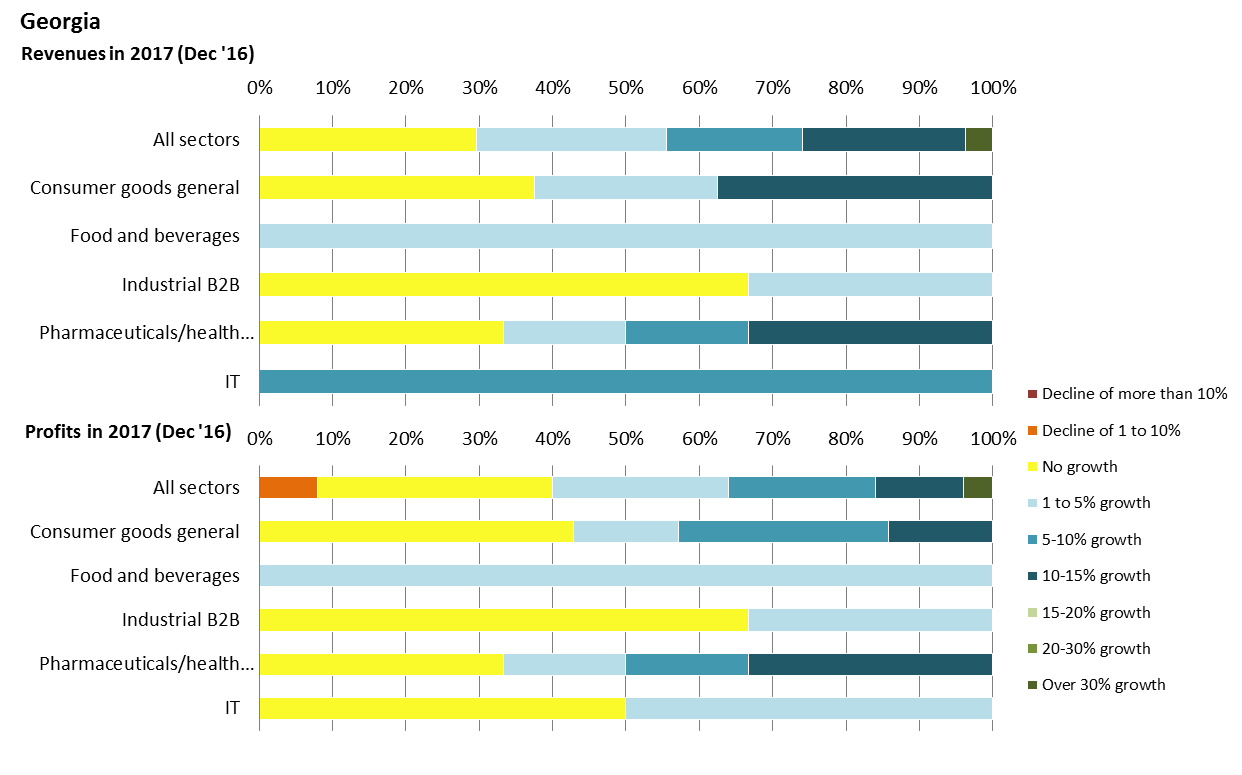 Georgia
Revenues in 2017 (Dec '16)
0% 10% 20% 30% 40% 50% 60% 70% 80% 90% 100%
All sectors
Consumer goods general
Food and beverages
Industrial B2B
Pharmaceuticals/health...
IT
Profits in 2017 (Dec '16)
0% 10% 20% 30% 40% 50% 60% 70% 80% 90% 100%
All sectors
Consumer goods general
Food and beverages
Industrial B2B
Pharmaceuticals/health...
IT
Decline of more than 10%
Decline of 1 to 10%
No growth
1 to 5% growth
5-10% growth
10-15% growth
15-20% growth
20-30% growth
Over 30% growth